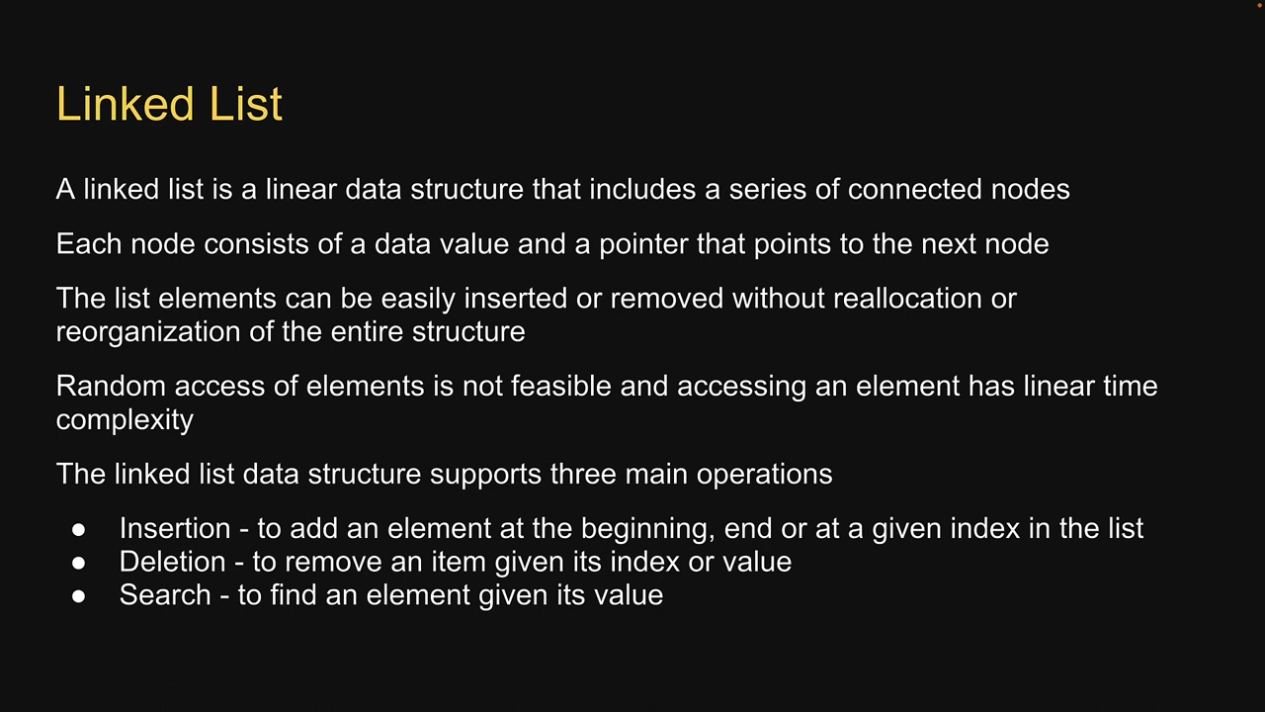 Linked List
A linked list is a linear data structure that includes a series of connected nodes
Each node consists of a data value and a pointer that points to the next node
The list elements can be easily inserted or removed without reallocation or
reorganization of the entire structure
Random access of elements is not feasible and accessing an element has linear time
complexity
The linked list data structure supports three main operations
● Insertion - to add an element at the beginning, end or at a given index in the list
● Deletion - to remove an item given its index or value
● Search - to find an element given its value